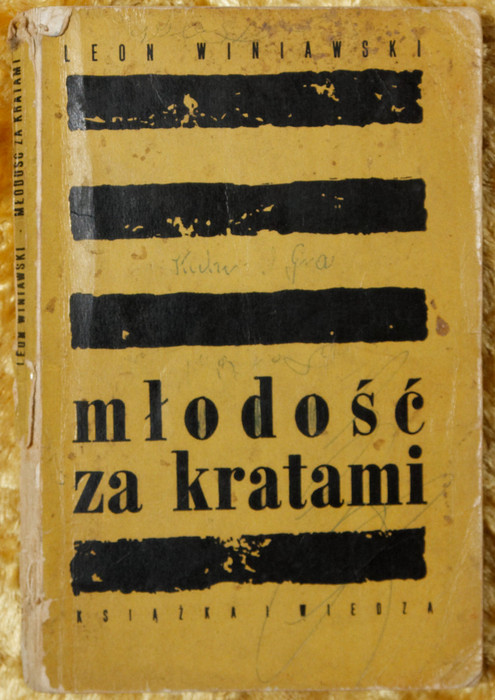 LEON WINIAWSKI
młodość
za kratami
KSIĄŻKA I WIEDZA
LEON WINIAWSKI · MŁODOŚĆ ZA KRATAMI